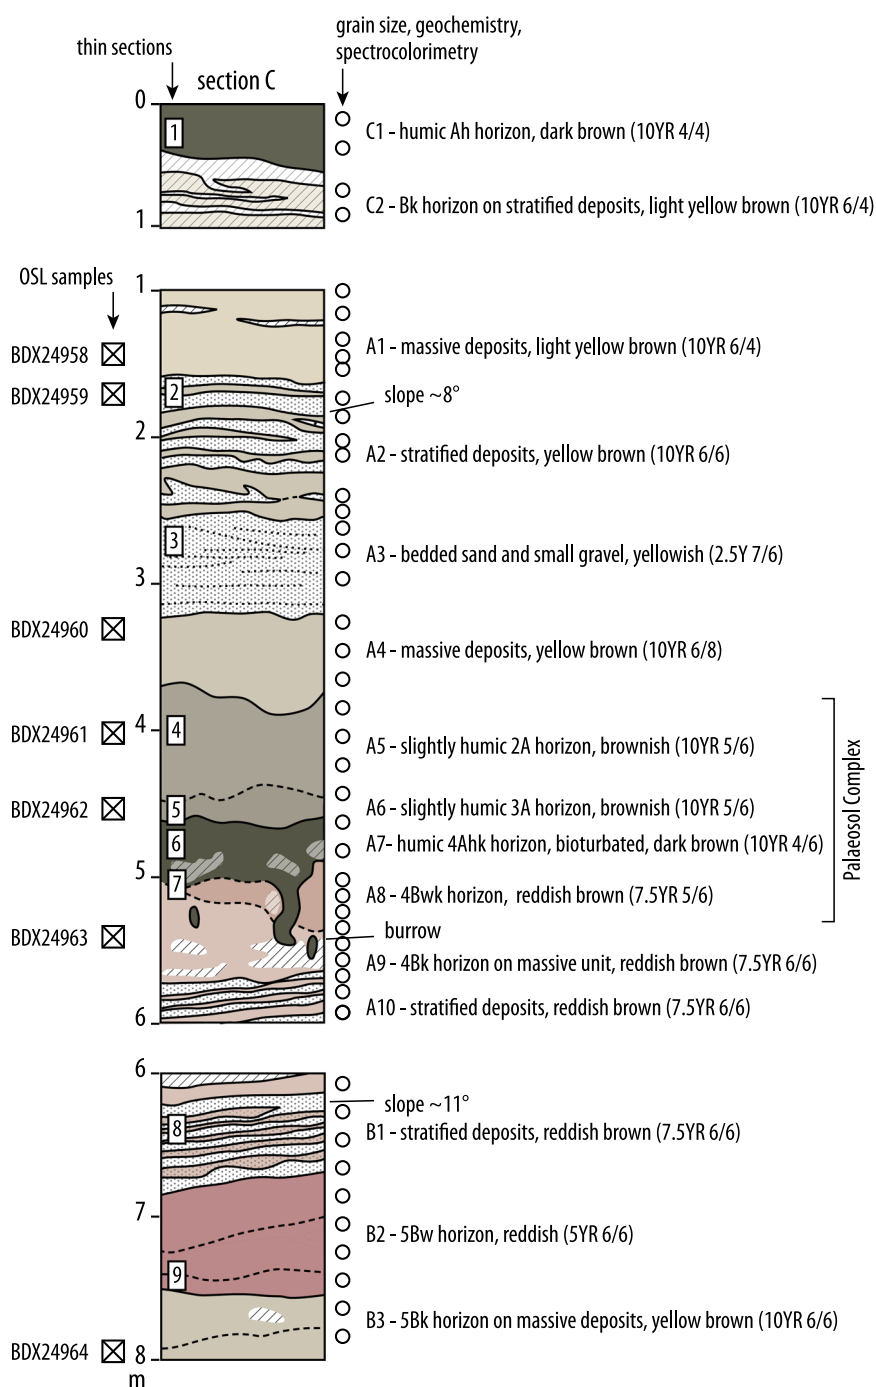 grain size, geochemistry,
spectrocolorimetry
thin sections
section C
0
1
C1 - humic Ah horizon, dark brown (10YR 4/4)
C2 - Bk horizon on stratified deposits, light yellow brown (10YR 6/4)
1
OSL samples
1
BDX24958
A1 - massive deposits, light yellow brown (10YR 6/4)
BDX24959
2
slope ~8°
2
A2 - stratified deposits, yellow brown (10YR 6/6)
3
A3 - bedded sand and small gravel, yellowish (2.5Y 7/6)
3
BDX24960
A4 - massive deposits, yellow brown (10YR 6/8)
4
BDX24961
4
A5 - slightly humic 2A horizon, brownish (10YR 5/6)
BDX24962
5
A6 - slightly humic 3A horizon, brownish (10YR 5/6)
6
A7- humic 4Ahk horizon, bioturbated, dark brown (10YR 4/6)
Palaeosol Complex
5
7
A8 - 4Bwk horizon, reddish brown (7.5YR 5/6)
BDX24963
burrow
A9 - 4Bk horizon on massive unit, reddish brown (7.5YR 6/6)
A10 - stratified deposits, reddish brown (7.5YR 6/6)
6
6
slope ~11°
8
B1 - stratified deposits, reddish brown (7.5YR 6/6)
7
B2 - 5Bw horizon, reddish (5YR 6/6)
9
B3 - 5Bk horizon on massive deposits, yellow brown (10YR 6/6)
BDX24964
8
m